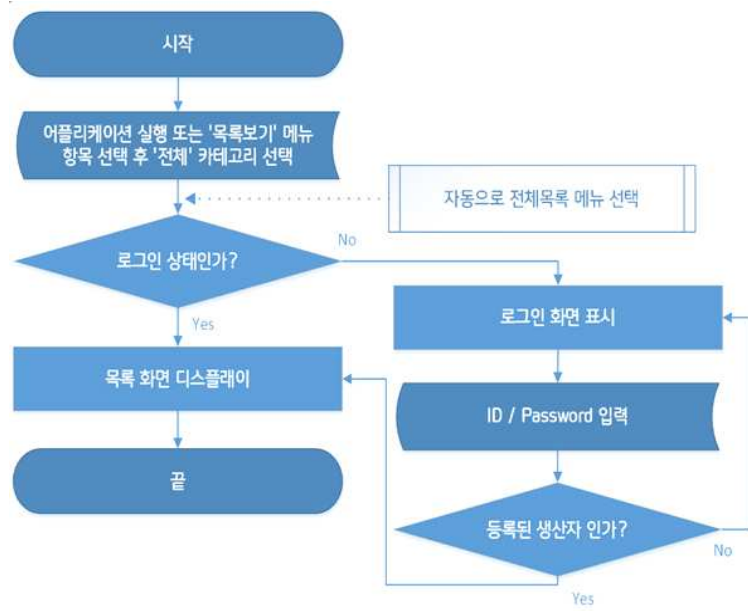 시작
어플리케이션 실행 또는 '목록보기' 메뉴
항목 선택 후 '전체' 카테고리 선택
자동으로 전체목록 메뉴 선택
로그인 상태인가?
No
Yes
로그인 화면 표시
목록 화면 디스플레이
ID / Password 입력
끝
등록된 생산자 인가?
No
Yes